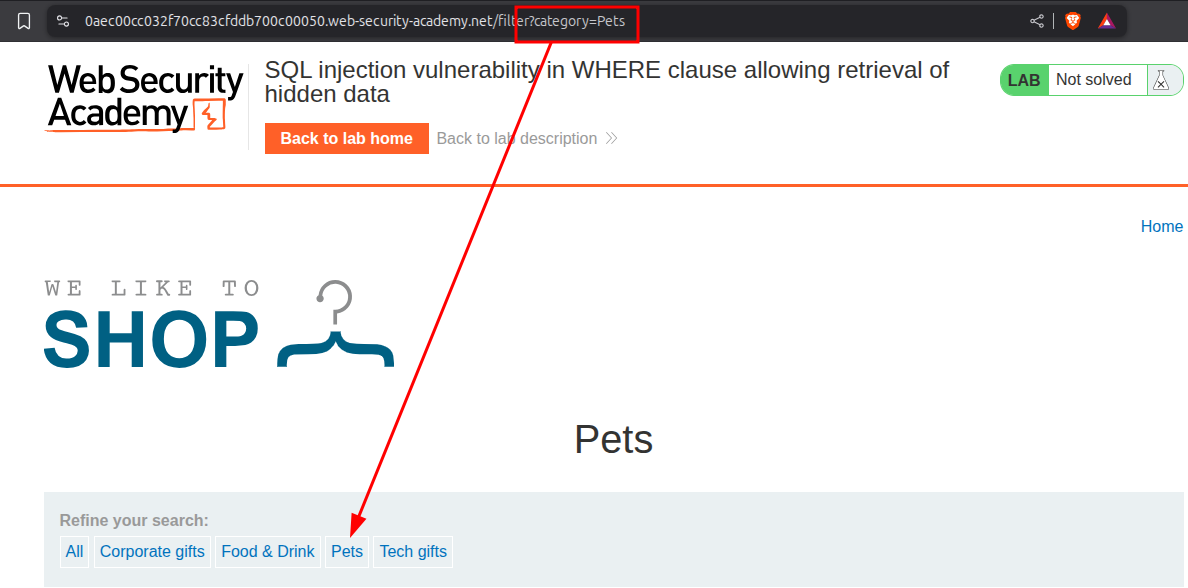 0aec00cc032f70cc83cfddb700c00050.web-security-academy.net/filter?category=Pets
Web Security
Academy
SQL injection vulnerability in WHERE clause allowing retrieval of
hidden data
LAB Not solved
Back to lab home Back to lab description
Home
WE LIKE TO
SHOP
Pets
Refine your search:
All Corporate gifts Food & Drink Pets Tech gifts